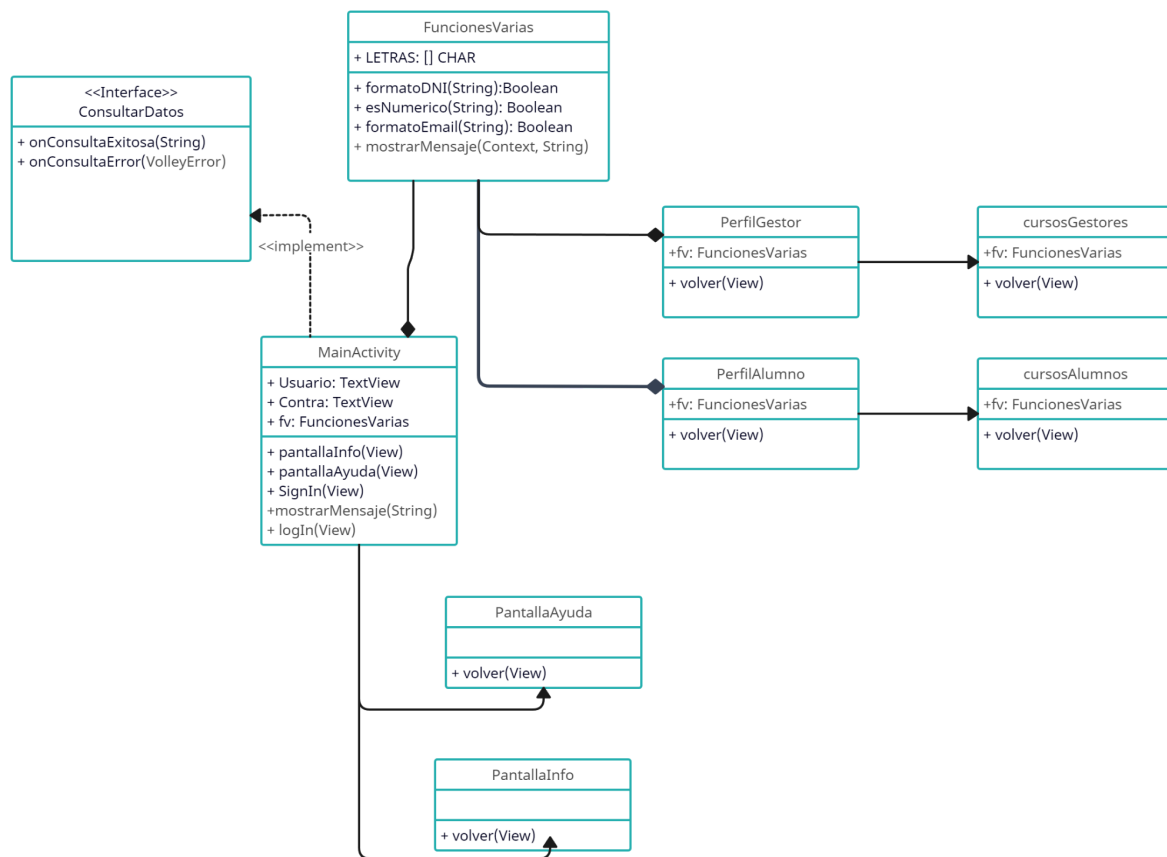 FuncionesVarias
+ LETRAS: [] CHAR
+ formatoDNI(String):Boolean
+ esNumerico(String): Boolean
+ formatoEmail(String): Boolean
+ mostrarMensaje(Context, String)
<<Interface>>
ConsultarDatos
+ onConsultaExitosa(String)
+ onConsultaError(VolleyError)
<<implement>>
PerfilGestor
+fv: FuncionesVarias
+ volver(View)
cursosGestores
+fv: FuncionesVarias
+ volver(View)
MainActivity
+ Usuario: TextView
+ Contra: TextView
+ fv: FuncionesVarias
+ pantallaInfo(View)
+ pantallaAyuda(View)
+ SignIn(View)
+mostrarMensaje(String)
+ logIn(View)
PerfilAlumno
+fv: FuncionesVarias
+ volver(View)
cursosAlumnos
+fv: FuncionesVarias
+ volver(View)
PantallaAyuda
+ volver(View)
PantallaInfo
+ volver(View)